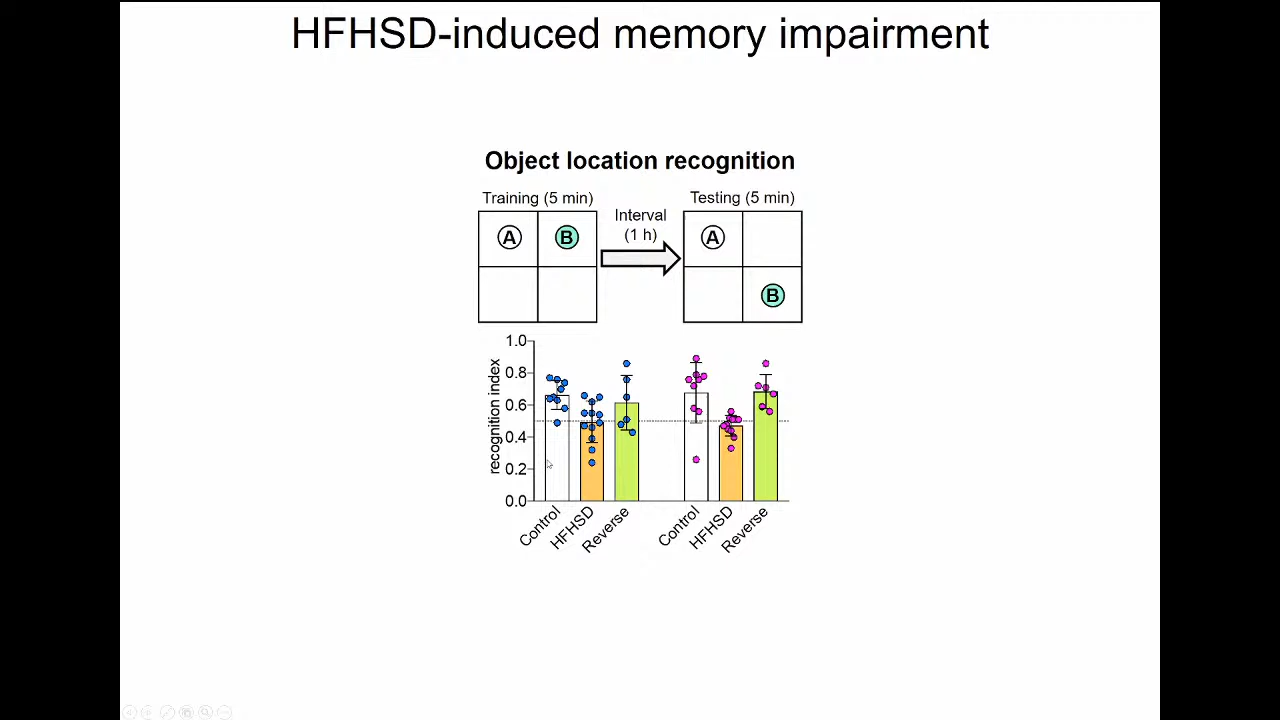 HFHSD-induced memory impairment
Object location recognition
Training (5 min)
Interval
(1 h)
Testing (5 min)
A
B
A
B
recognition index
1.0
0.8
0.6
0.4
0.2
0.0
Control
HFHSD
Reverse
Control
HFHSD
Reverse